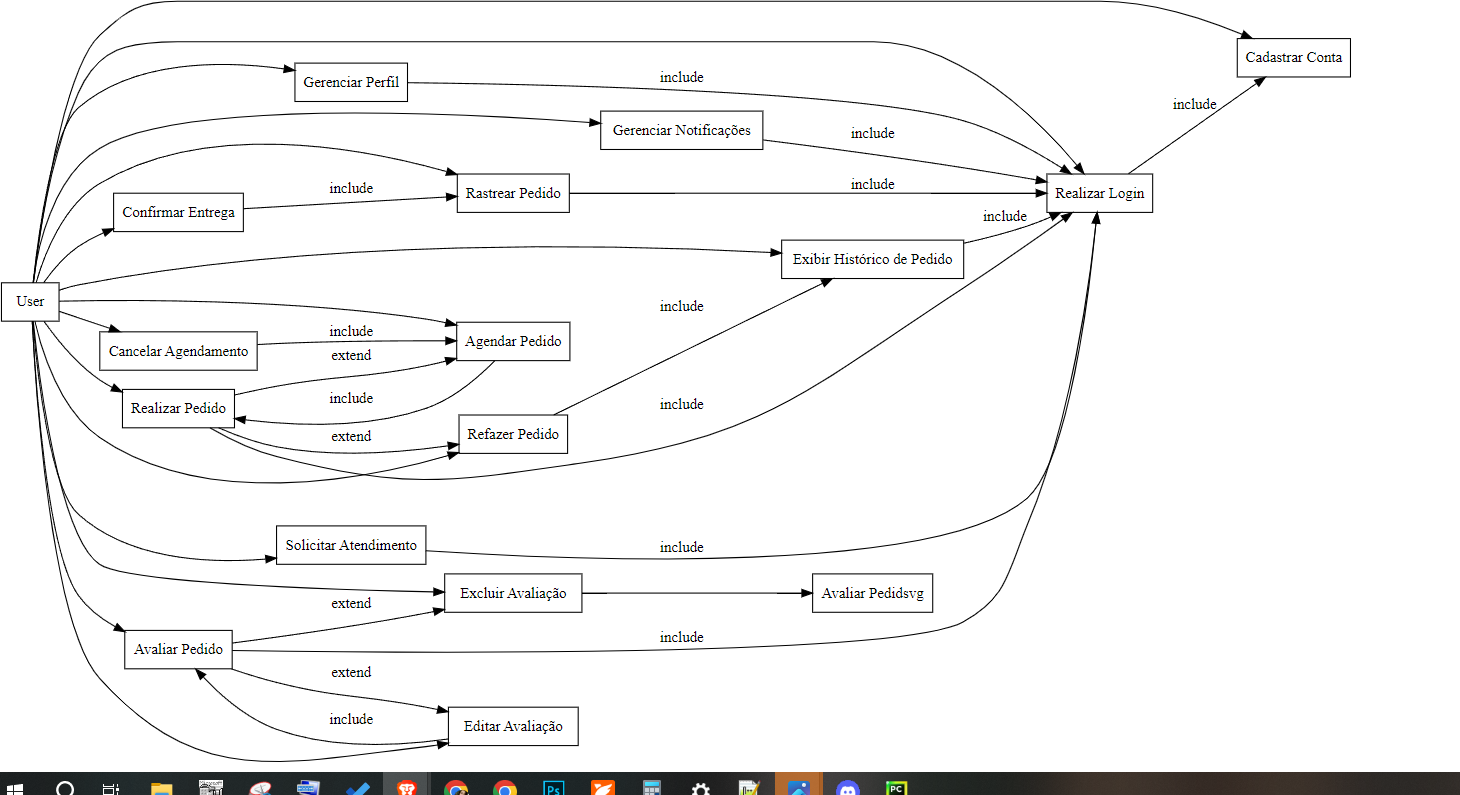 Cadastrar Conta
include
Gerenciar Perfil
include
Gerenciar Notificações
include
include
Rastrear Pedido
include
Realizar Login
Confirmar Entrega
include
Exibir Histórico de Pedido
User
include
include
Agendar Pedido
Cancelar Agendamento
extend
include
include
Realizar Pedido
extend
Refazer Pedido
Solicitar Atendimento
include
Excluir Avaliação
Avaliar Pedidsvg
extend
include
Avaliar Pedido
extend
include
Editar Avaliação
Ps
PC